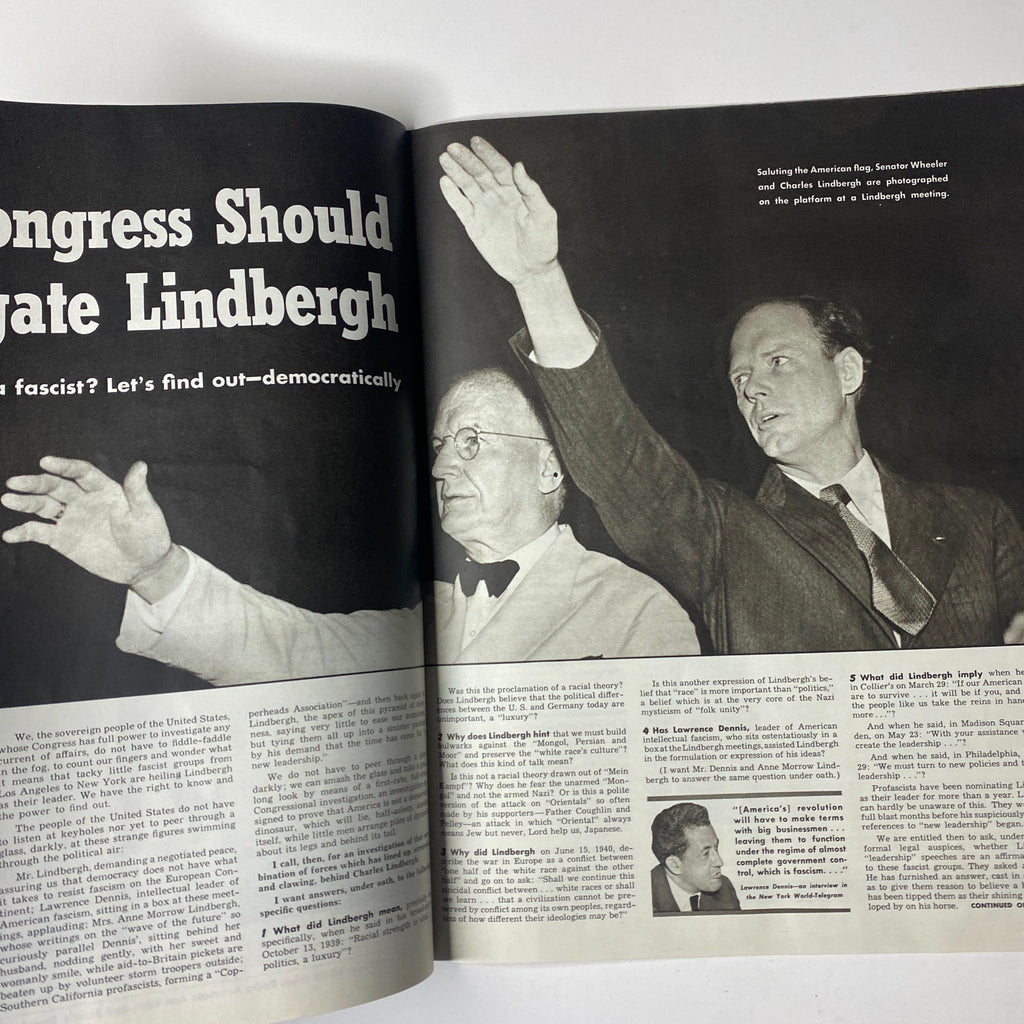 ongress Should
gate Lindbergh
a fascist? Let's find out—democratically
Saluting the American flag, Senator Wheeler
and Charles Lindbergh are photographed
on the platform at a Lindbergh meeting.
We, the sovereign people of the United States,
whose Congress has full power to investigate any
current of affairs, do not have to fiddle-faddle
in the fog, to count our fingers and wonder what
means that tacky little fascist groups from
Los Angeles to New York are heiling Lindbergh
as their leader. We have the right to know and
the power to find out.
The people of the United States do not have
to listen at keyholes nor yet to peer through a
glass, darkly, at these strange figures swimming
through the political air:
Mr. Lindbergh, demanding a negotiated peace,
assuring us that democracy does not have what
it takes to resist fascism on the European Con-
tinent; Lawrence Dennis, intellectual leader of
American fascism, sitting in a box at these meet-
ings, applauding; Mrs. Anne Morrow Lindbergh,
whose writings on the "wave of the future" so
curiously parallel Dennis', sitting behind her
husband, nodding gently, with her sweet and
womanly smile, while aid-to-Britain pickets are
beaten up by volunteer storm troopers outside;
Southern California profascists, forming a "Cop-
perheads Association"—and then back
Lindbergh, the apex of this pyramid of
ness, saying very little to ease our
but tying them all up into a sinister
by his demand that the time has
new leadership."
We do not have to peer through a
darkly; we can smash the glass and take
long look by means of a first-rate, full-
Congressional investigation, an investigation
signed to prove that America is not a
dinosaur, which will lie, half-
itself, while little men arrange piles of
about its legs and behind its tail.
I call, then, for an investigation of
bination of forces which has lined up,
and clawing, behind Charles Lindbergh.
I want answers, under oath, to the
specific questions:
1 What did Lindbergh mean,
specifically, when he said in his
October 13, 1939: "Racial strength is
politics, a luxury"?
Was this the proclamation of a racial theory?
Does Lindbergh believe that the political differ-
ences between the U. S. and Germany today are
unimportant, a "luxury"?
2 Why does Lindbergh hint that we must build
bulwarks against the "Mongol, Persian and
Moor" and preserve the "white race's" culture?
What does this kind of talk mean?
Is this not a racial theory drawn out of "Mein
Kampf"? Why does he fear the unarmed "Mon-
gol" and not the armed Nazi? Or is this a polite
version of the attack on "Orientals" so often
made by his supporters—Father Coughlin and
Pelley—an attack in which "Oriental" always
means Jew but never, Lord help us, Japanese.
3 Why did Lindbergh on June 15, 1940, de-
scribe the war in Europe as a conflict between
"one half of the white race against the other
half" and go on to ask: "Shall we continue this
suicidal conflict between . . . white races or shall
we learn . . . that a civilization cannot be pre-
served by conflict among its own peoples, regard-
less of how different their ideologies may be?"
Is this another expression of Lindbergh's be-
lief that "race" is more important than "politics,"
a belief which is at the very core of the Nazi
mysticism of "folk unity"?
4 Has Lawrence Dennis, leader of American
intellectual fascism, who sits ostentatiously in a
box at the Lindbergh meetings, assisted Lindbergh
in the formulation or expression of his ideas?
(I want Mr. Dennis and Anne Morrow Lind-
bergh to answer the same question under oath.)
"[America's] revolution
will have to make terms
with big businessmen . . .
leaving them to function
under the regime of almost
complete government con-
trol, which is fascism. . . ."
Lawrence Dennis—an interview in
the New York World-Telegram
5 What did Lindbergh imply when he
in Collier's on March 29: "If our American
are to survive . . . it will be if you, and
the people like us take the reins in hand
more . . ."?
And when he said, in Madison Square
den, on May 23: "With your assistance
create the leadership . . ."?
And when he said, in Philadelphia,
29: "We must turn to new policies and
leadership . . ."?
Profascists have been nominating
as their leader for more than a year.
can hardly be unaware of this. They
full blast months before his suspiciously
references to "new leadership" began.
We are entitled then to ask, under
formal legal auspices, whether
"leadership" speeches are an affirma
to these fascist groups. They asked
He has furnished an answer, cast in
as to give them reason to believe a
has been tipped them as their shining
loped by on his horse. CONTINUED